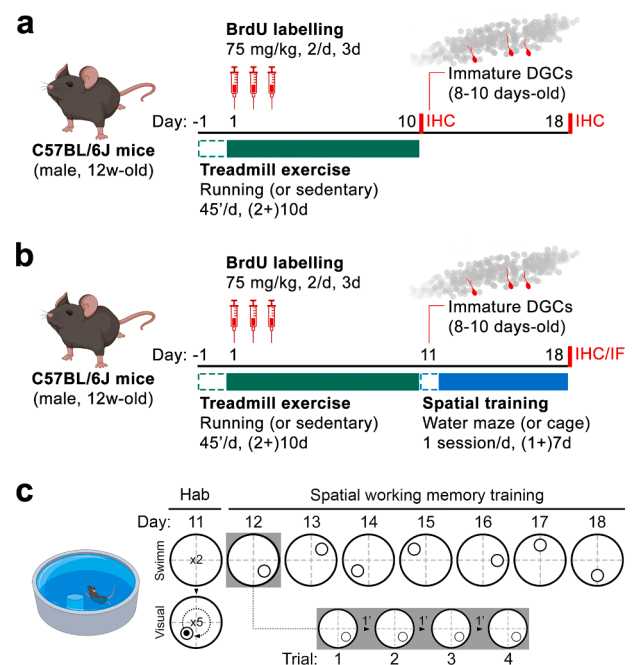 a
BrdU labelling
75 mg/kg, 2/d, 3d
Immature DGCs
(8-10 days-old)
Day: -1 1 10 IHC 18 IHC
C57BL/6J mice
(male, 12w-old)
Treadmill exercise
Running (or sedentary)
45'/d, (2+)10d
b
BrdU labelling
75 mg/kg, 2/d, 3d
Immature DGCs
(8-10 days-old)
Day: -1 1 11 18 IHC/IF
C57BL/6J mice
(male, 12w-old)
Treadmill exercise
Running (or sedentary)
45'/d, (2+)10d
Spatial training
Water maze (or cage)
1 session/d, (1+)7d
c
Hab Spatial working memory training
Day: 11 12 13 14 15 16 17 18
Swimm
x2
Visual
x5
1' 1' 1'
Trial: 1 2 3 4